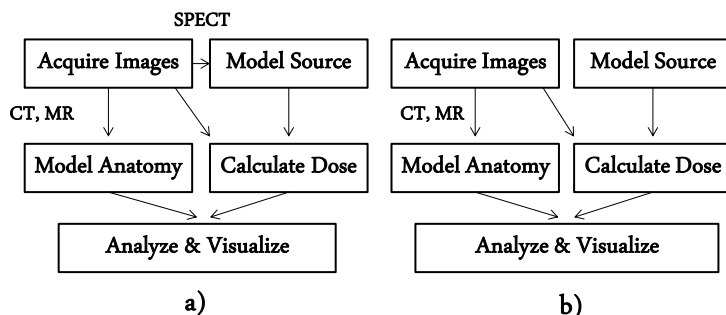 SPECT
Acquire Images
Model Source
CT, MR
Model Anatomy
Calculate Dose
Analyze & Visualize
a)
Acquire Images
Model Source
CT, MR
Model Anatomy
Calculate Dose
Analyze & Visualize
b)